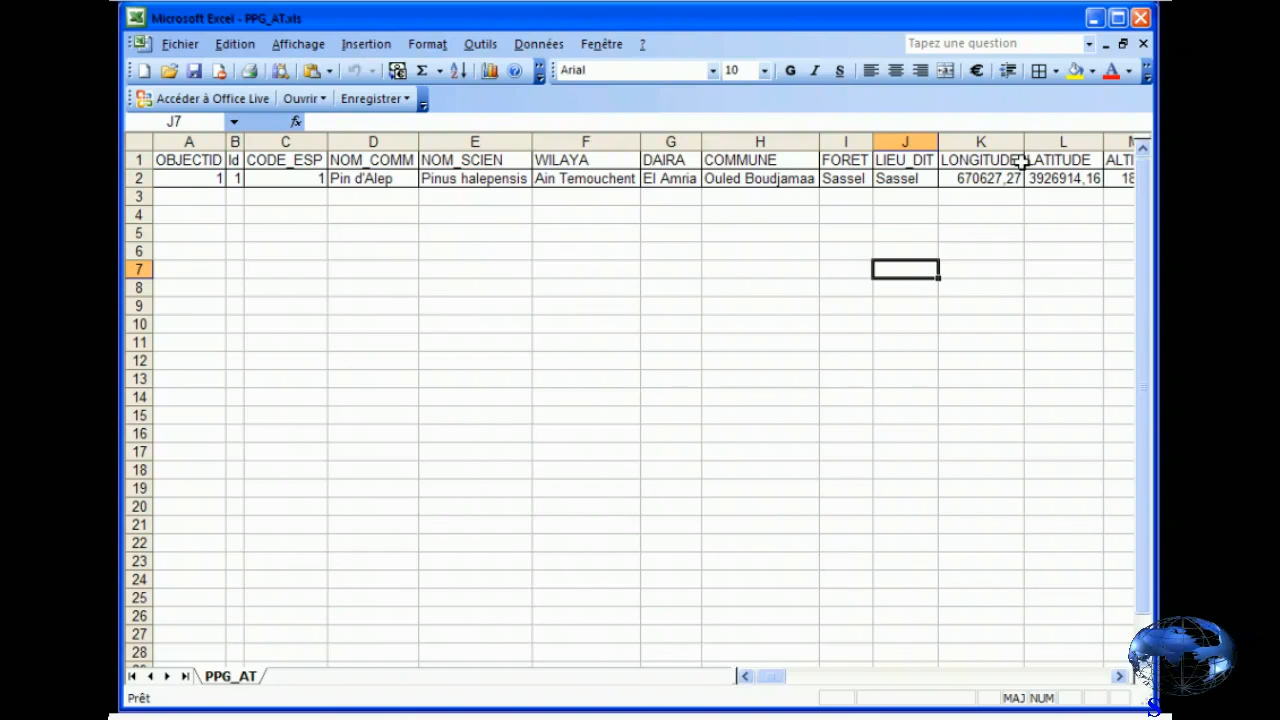 Microsoft Excel - PPG_AT.xls
Fichier Edition Affichage Insertion Format Outils Données Fenêtre ? Tapez une question
Σ Arial 10 G I S € A
Accéder à Office Live Ouvrir Enregistrer
J7 fx
A B C D E F G H I J K L M
1 OBJECTID Id CODE_ESP NOM_COMM NOM_SCIEN WILAYA DAIRA COMMUNE FORET LIEU_DIT LONGITUDE LATITUDE ALTI
2 1 1 1 Pin d'Alep Pinus halepensis Ain Temouchent El Amria Ouled Boudjamaa Sassel Sassel 670627,27 3926914,16 18
3
4
5
6
7
8
9
10
11
12
13
14
15
16
17
18
19
20
21
22
23
24
25
26
27
28
PPG_AT
Prêt MAJ NUM
S